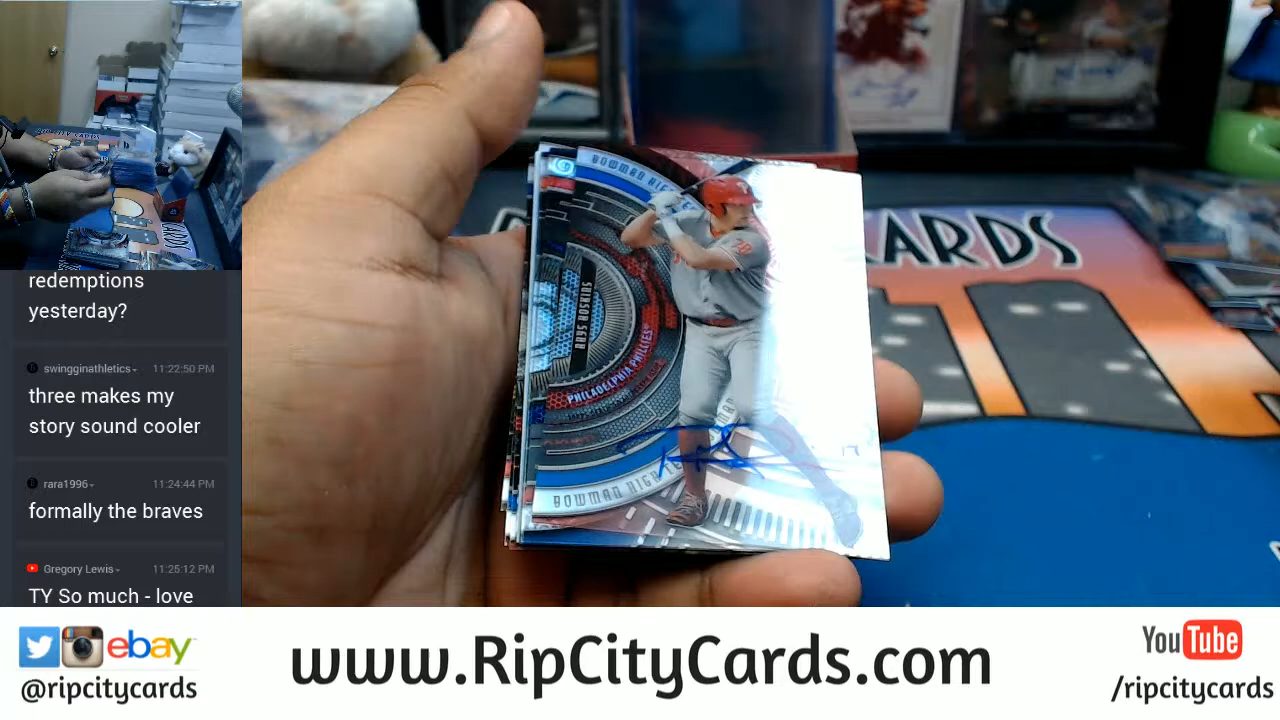 redemptions
yesterday?
swingginathletics 11:22:50 PM
three makes my
story sound cooler
rara1996 11:24:44 PM
formally the braves
Gregory Lewis 11:25:12 PM
TY So much - love
BOWMAN HIGH
RHYS HOSKINS
PHILADELPHIA PHILLIES
BOWMAN HIGH TE
CARDS
CARDS
ebay
@ripcitycards
www.RipCityCards.com
YouTube
/ripcitycards